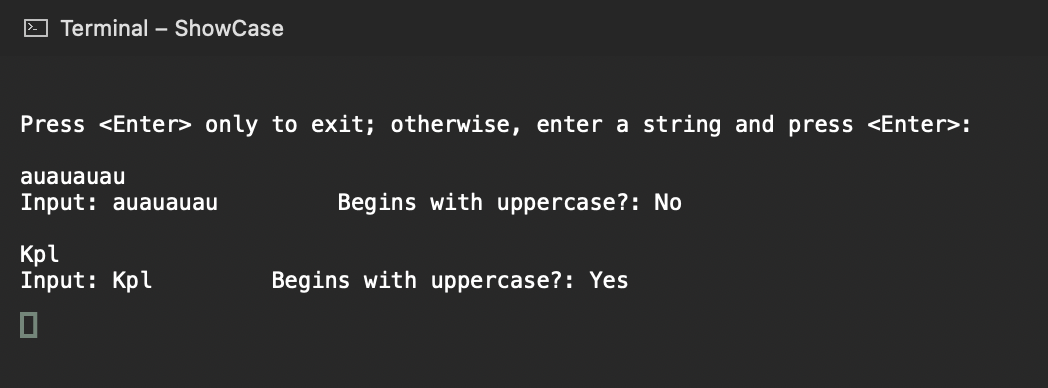 Terminal – ShowCase
Press <Enter> only to exit; otherwise, enter a string and press <Enter>:
auauauau
Input: auauauau          Begins with uppercase?: No
Kpl
Input: Kpl          Begins with uppercase?: Yes